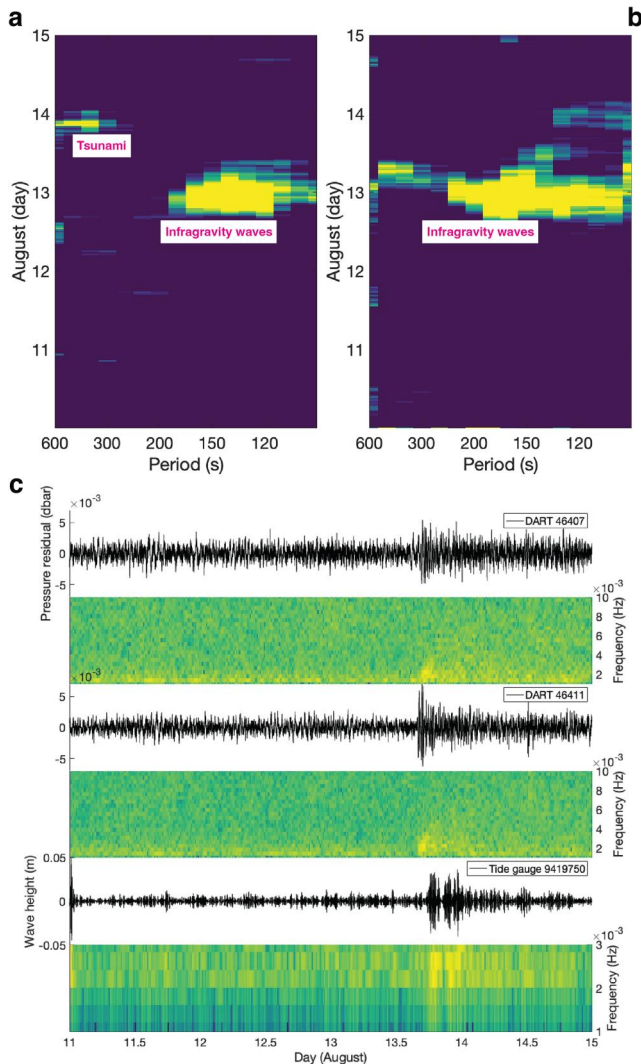 a
b
15
14
13
12
11
August (day)
Tsunami
Infragravity waves
600 300 200 150 120
Period (s)
15
14
13
12
11
August (day)
Infragravity waves
600 300 200 150 120
Period (s)
c
× 10⁻³
Pressure residual (dbar)
5
0
-5
DART 46407
× 10⁻³
10
8
6
4
2
Frequency (Hz)
× 10⁻³
5
0
-5
DART 46411
× 10⁻³
10
8
6
4
2
Frequency (Hz)
Wave height (m)
0.05
0
-0.05
Tide gauge 9419750
× 10⁻³
3
2
1
Frequency (Hz)
11 11.5 12 12.5 13 13.5 14 14.5 15
Day (August)